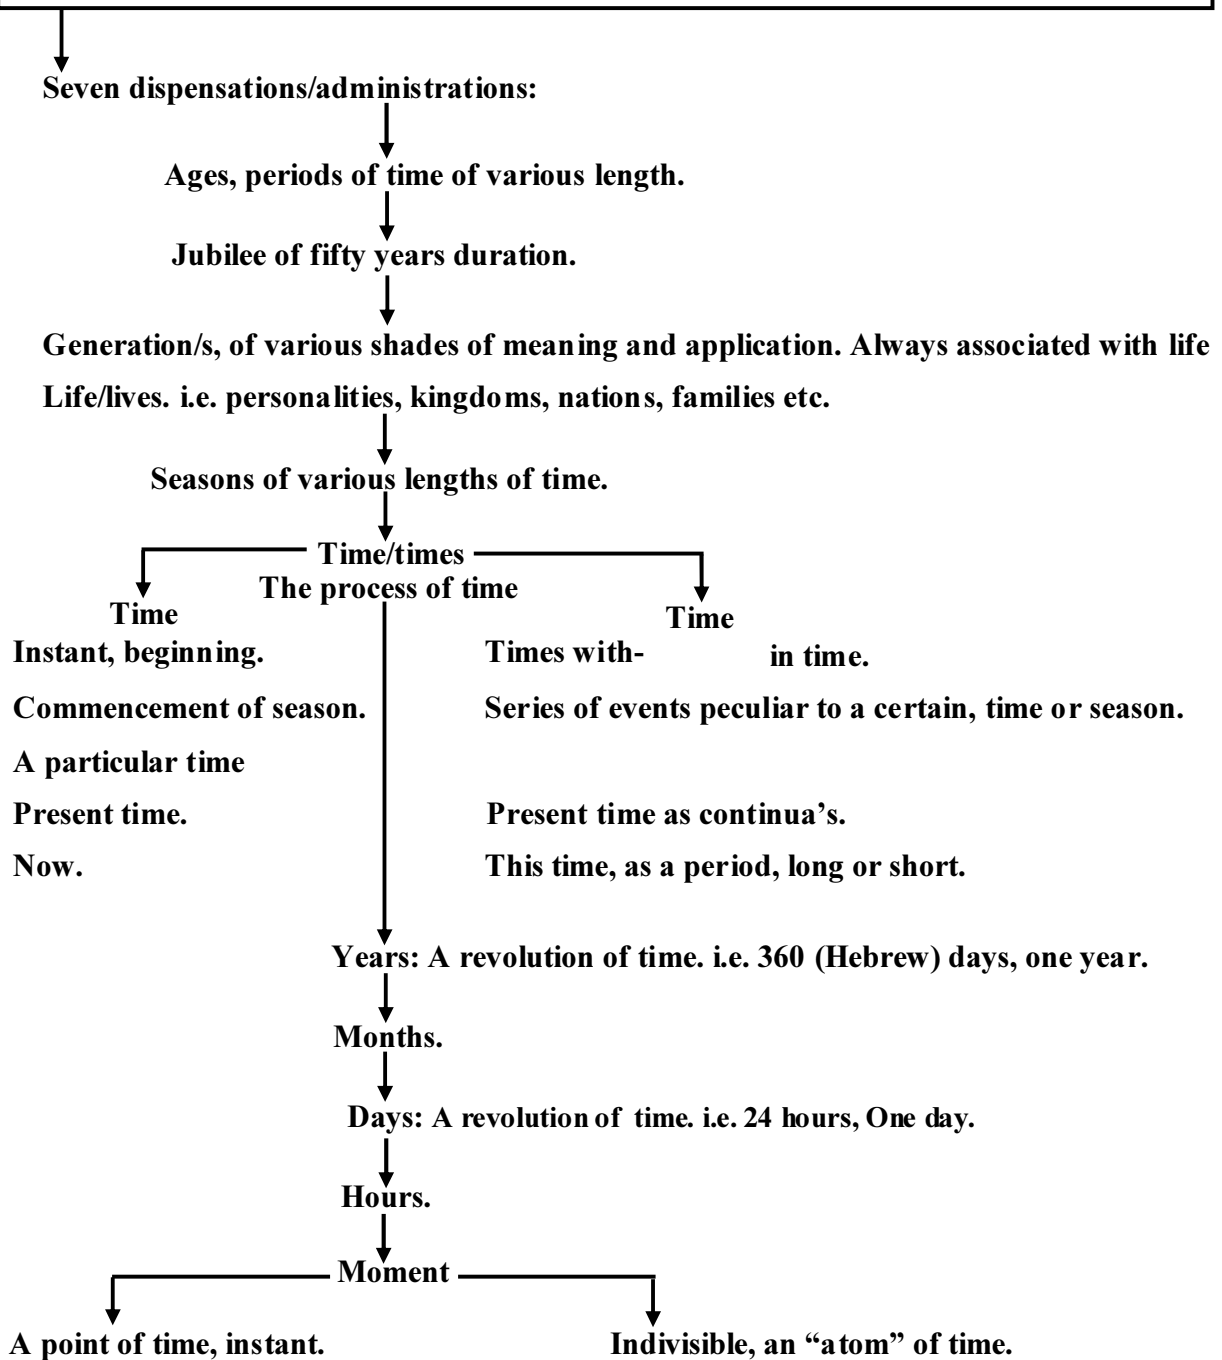 Seven dispensations/administrations:
Ages, periods of time of various length.
Jubilee of fifty years duration.
Generation/s, of various shades of meaning and application. Always associated with life
Life/lives. i.e. personalities, kingdoms, nations, families etc.
Seasons of various lengths of time.
Time/times
The process of time
Time
Instant, beginning.
Commencement of season.
A particular time
Present time.
Now.
Time
Times with- in time.
Series of events peculiar to a certain, time or season.
Present time as continua's.
This time, as a period, long or short.
Years: A revolution of time. i.e. 360 (Hebrew) days, one year.
Months.
Days: A revolution of time. i.e. 24 hours, One day.
Hours.
Moment
A point of time, instant.
Indivisible, an “atom” of time.